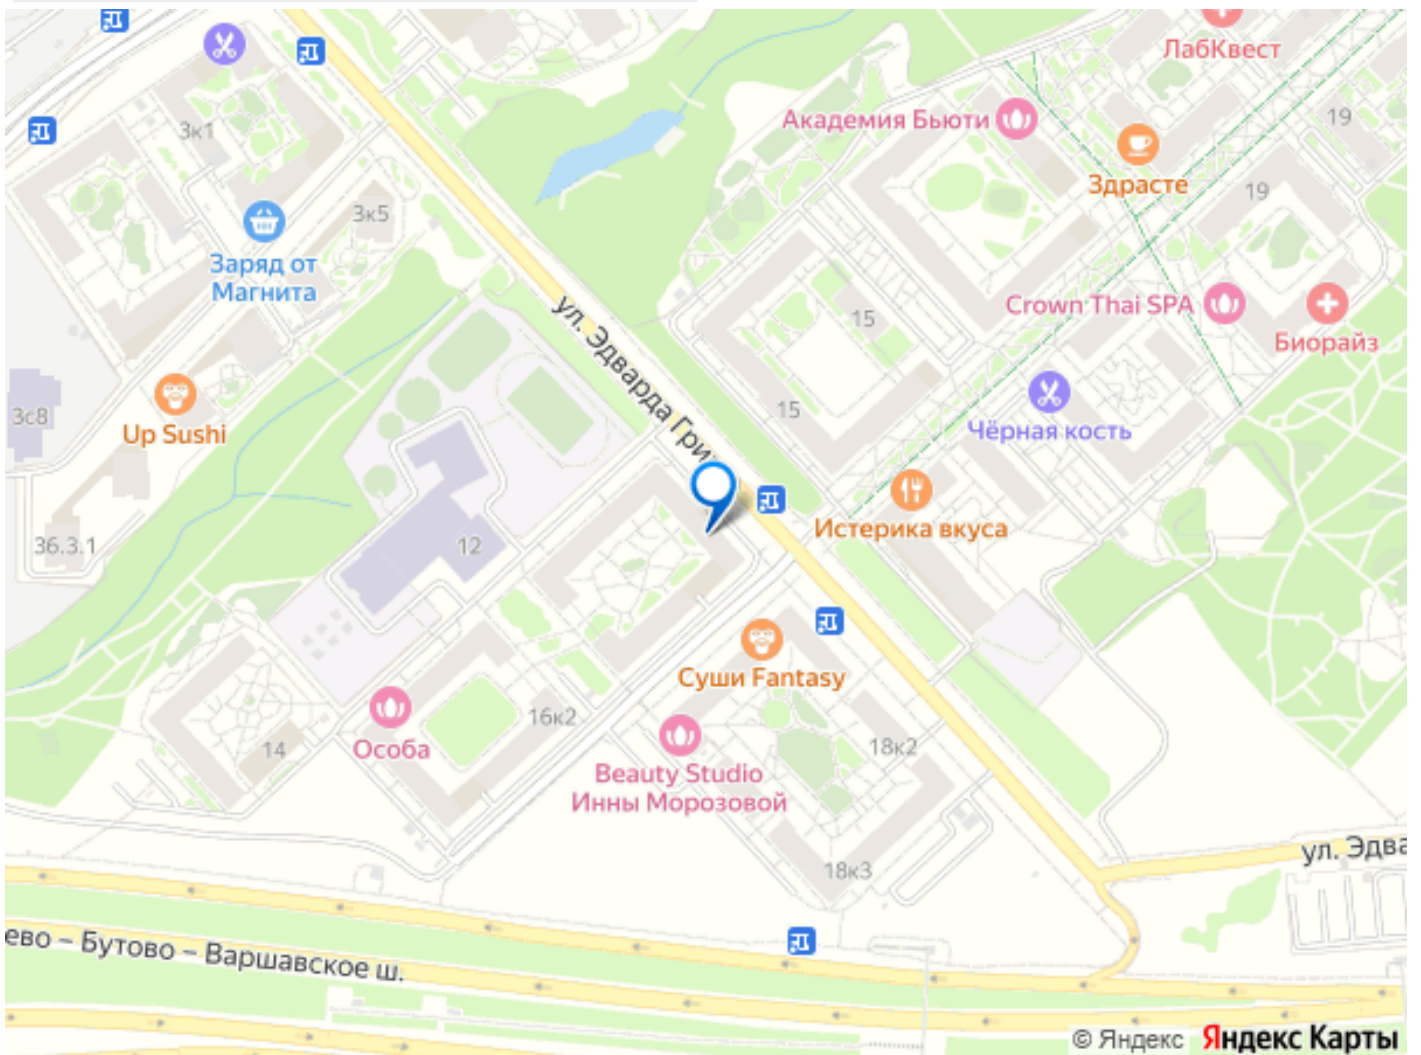 ЛабКвест
Академия Бьюти
3к1
19
Здрасте
19
3к5
Заряд от
Магнита
Crown Thai SPA
15
Биорайз
ул. Эдварда Гри
3с8
15
Up Sushi
Чёрная кость
Истерика вкуса
36.3.1
12
Суши Fantasy
16к2
Особа
14
18к2
Beauty Studio
Инны Морозовой
ул. Эдва
18к3
ево – Бутово – Варшавское ш.
© Яндекс Яндекс Карты